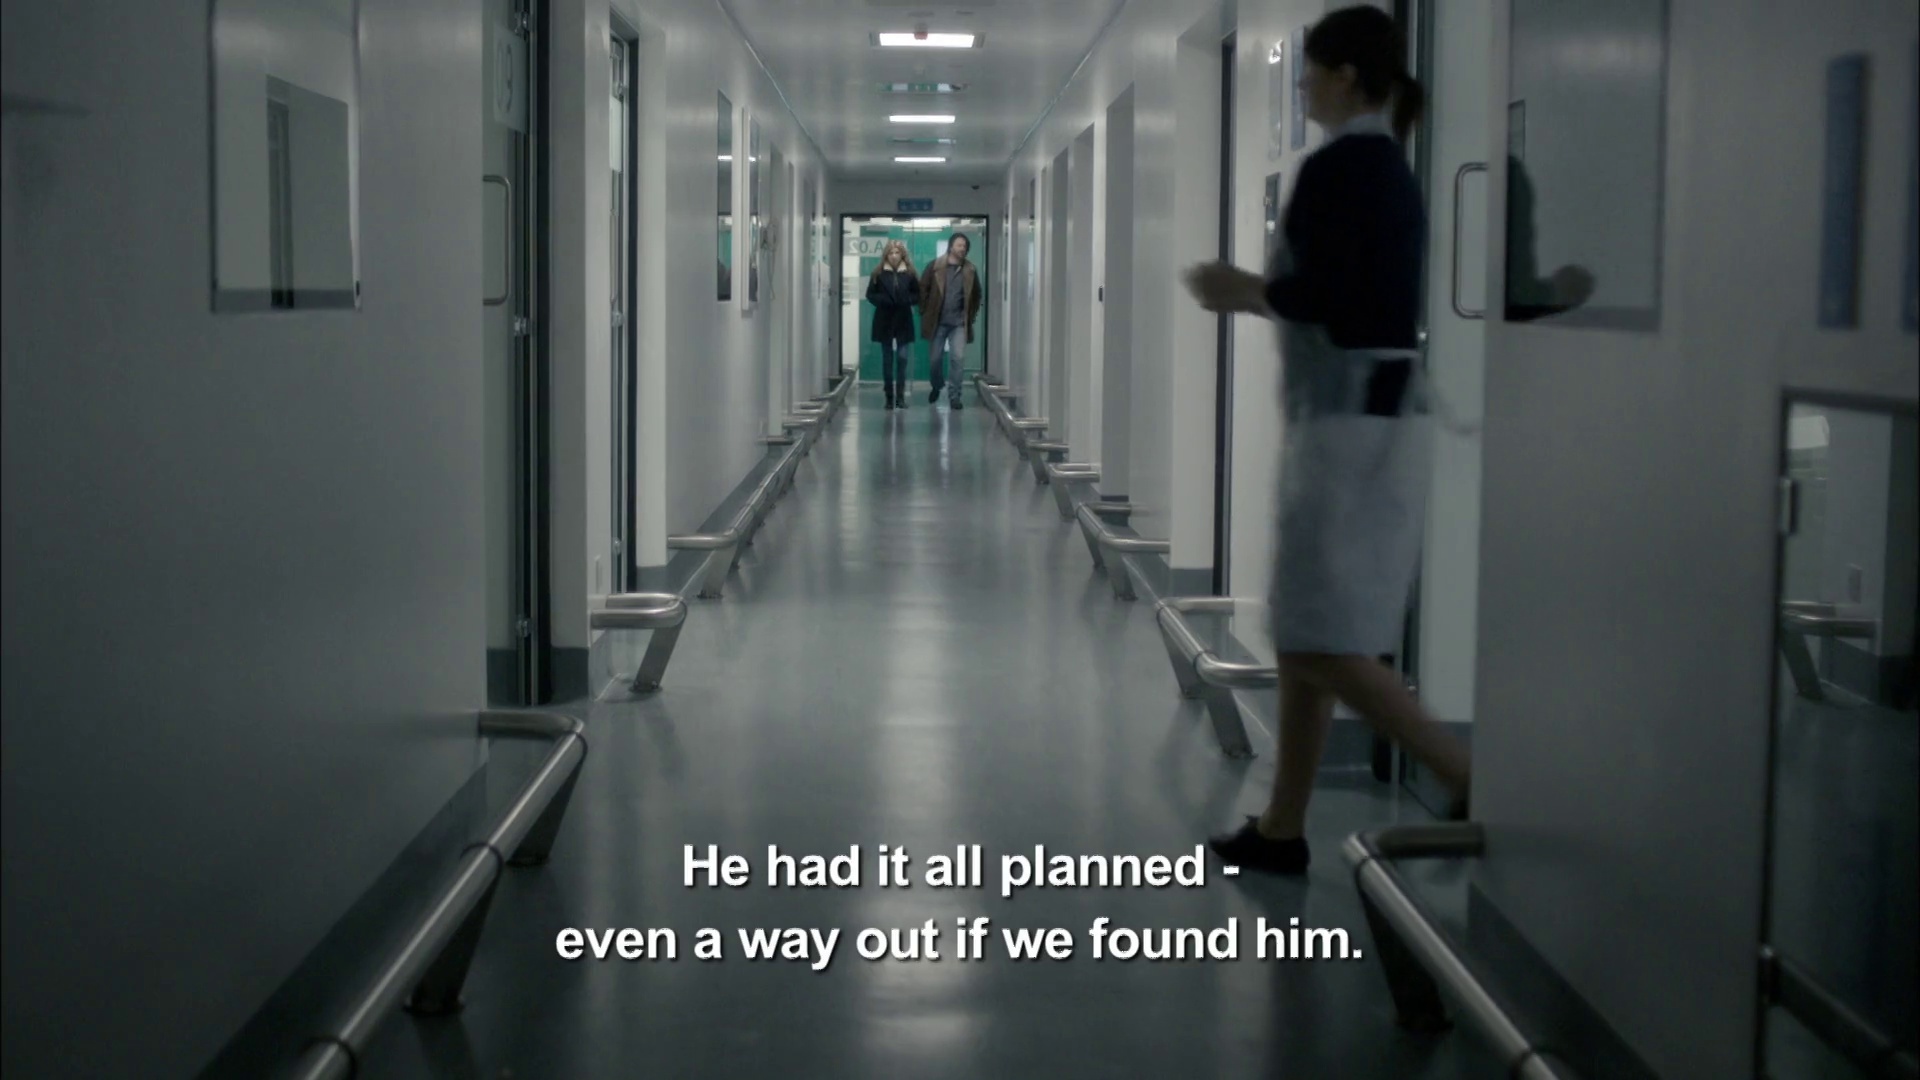 He had it all planned -
even a way out if we found him.